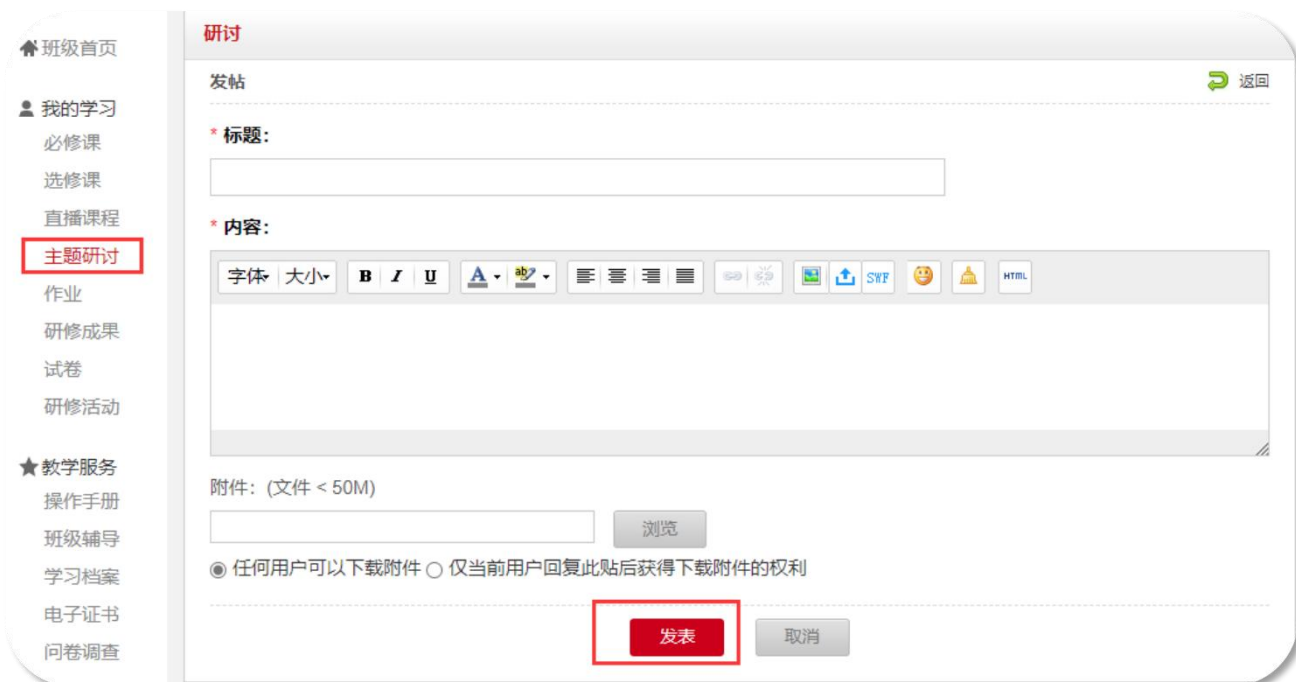 班级首页
我的学习
必修课
选修课
直播课程
主题研讨
作业
研修成果
试卷
研修活动
教学服务
操作手册
班级辅导
学习档案
电子证书
问卷调查
研讨
发帖
返回
* 标题：
* 内容：
字体 大小 B I U A ab SWF HTML
附件：(文件 < 50M)
浏览
任何用户可以下载附件 仅当前用户回复此贴后获得下载附件的权利
发表 取消